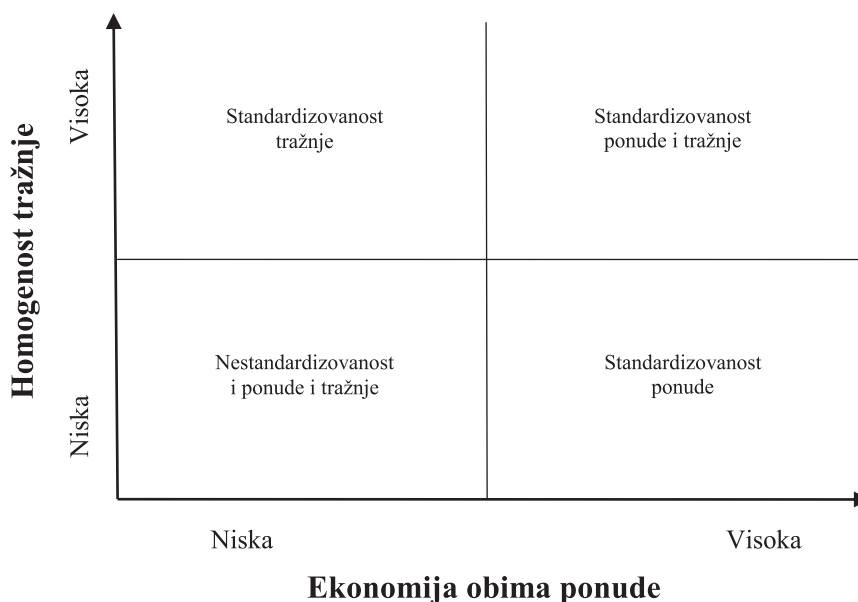 Homogenost tražnje
Visoka
Niska
Standardizovanost
tražnje
Standardizovanost
ponude i tražnje
Nestandardizovanost
i ponude i tražnje
Standardizovanost
ponude
Niska
Visoka
Ekonomija obima ponude